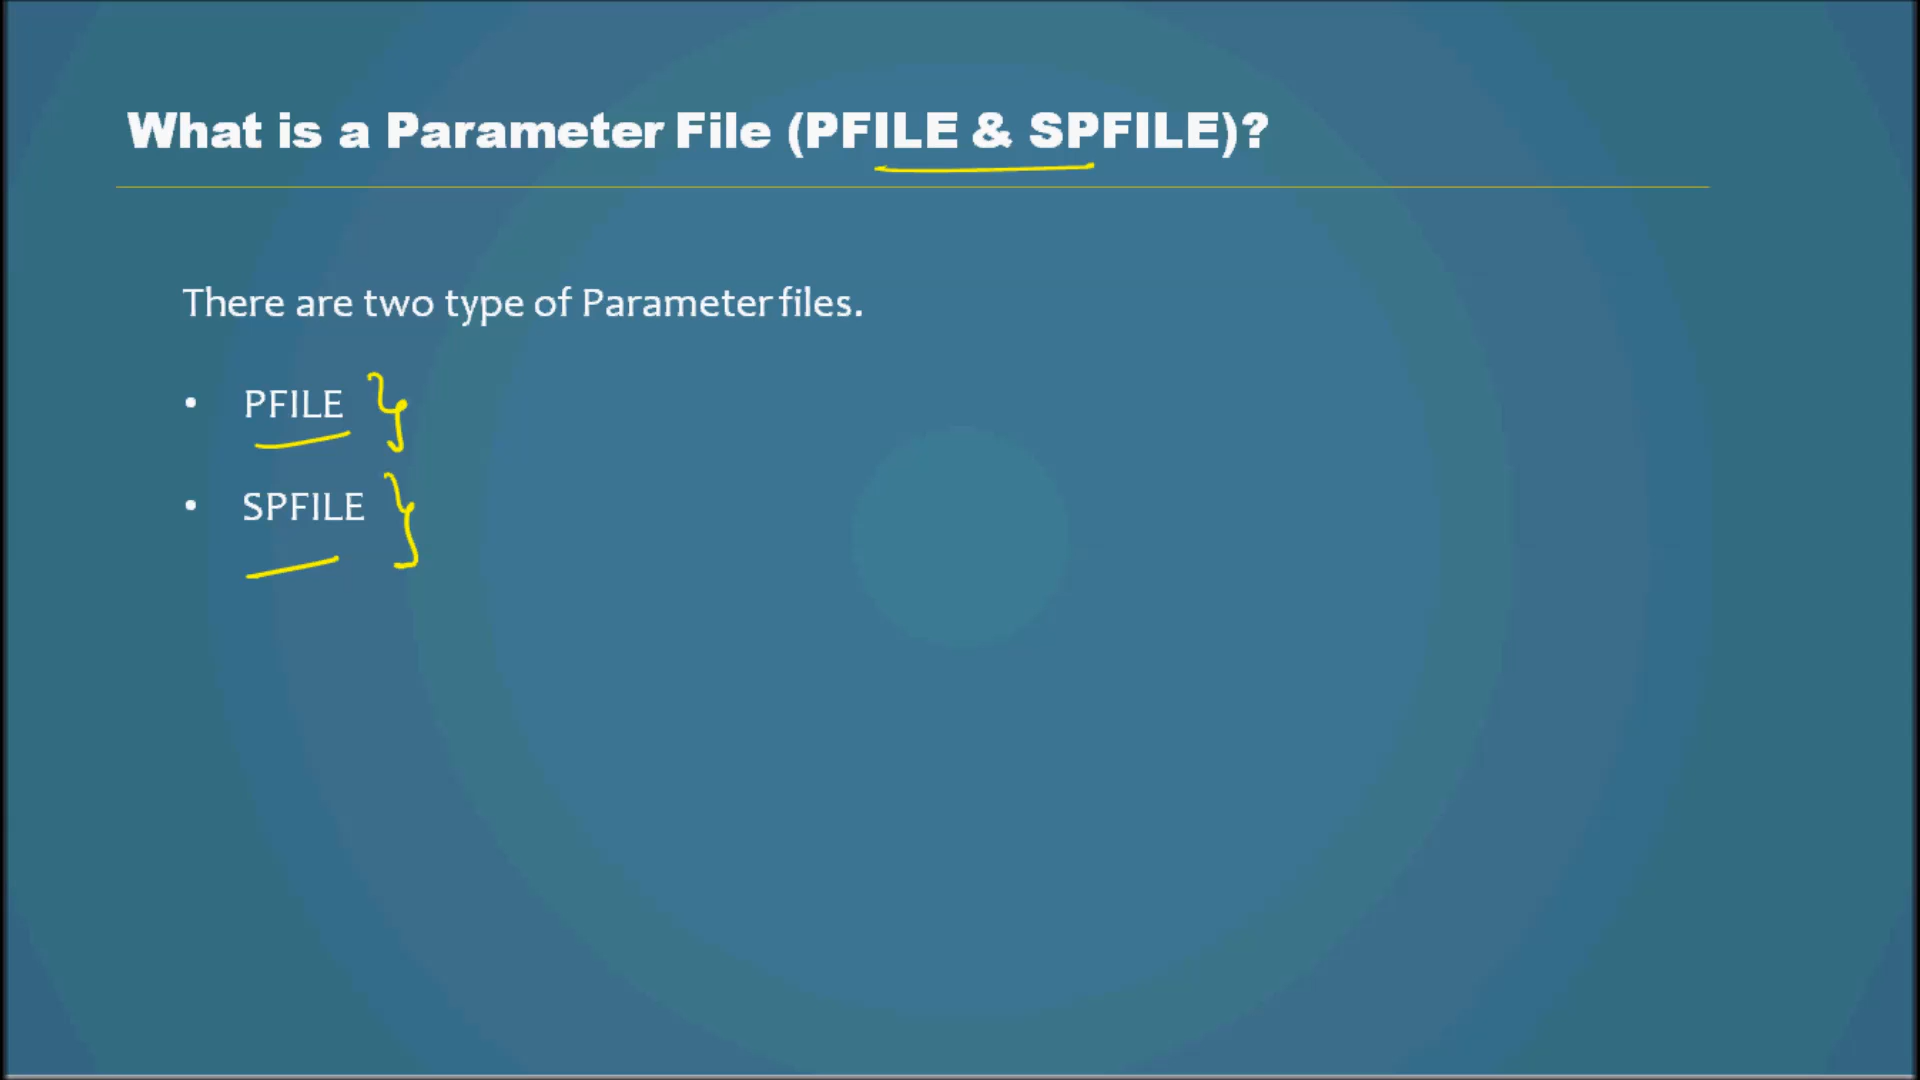 What is a Parameter File (PFILE & SPFILE)?
There are two type of Parameter files.
• PFILE
• SPFILE